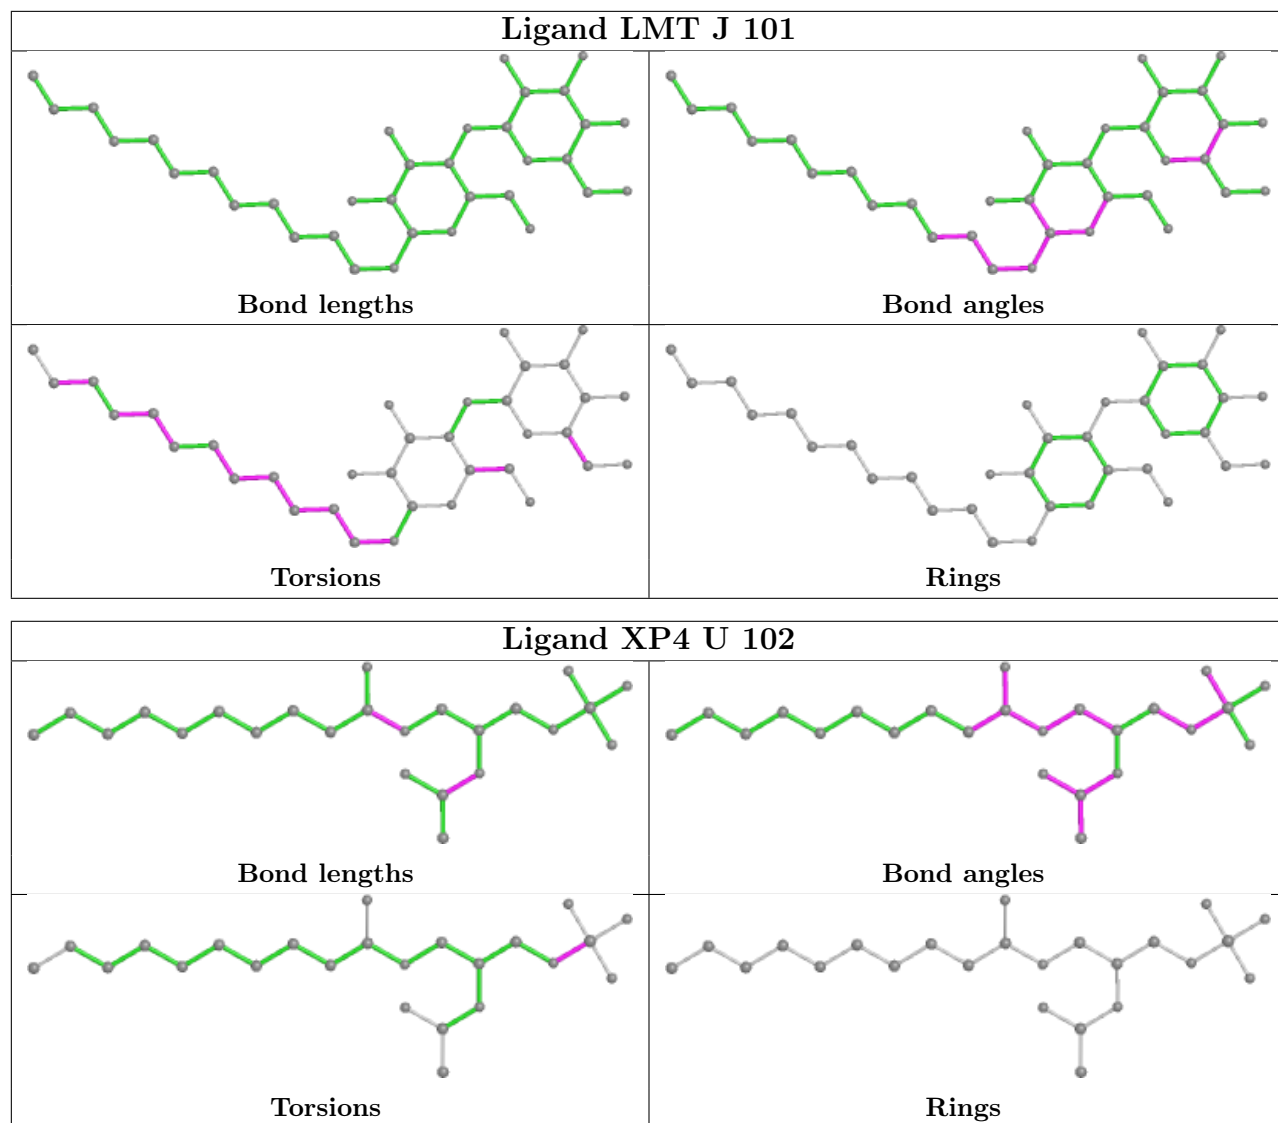 Ligand LMT J 101
Bond lengths
Bond angles
Torsions
Rings
Ligand XP4 U 102
Bond lengths
Bond angles
Torsions
Rings